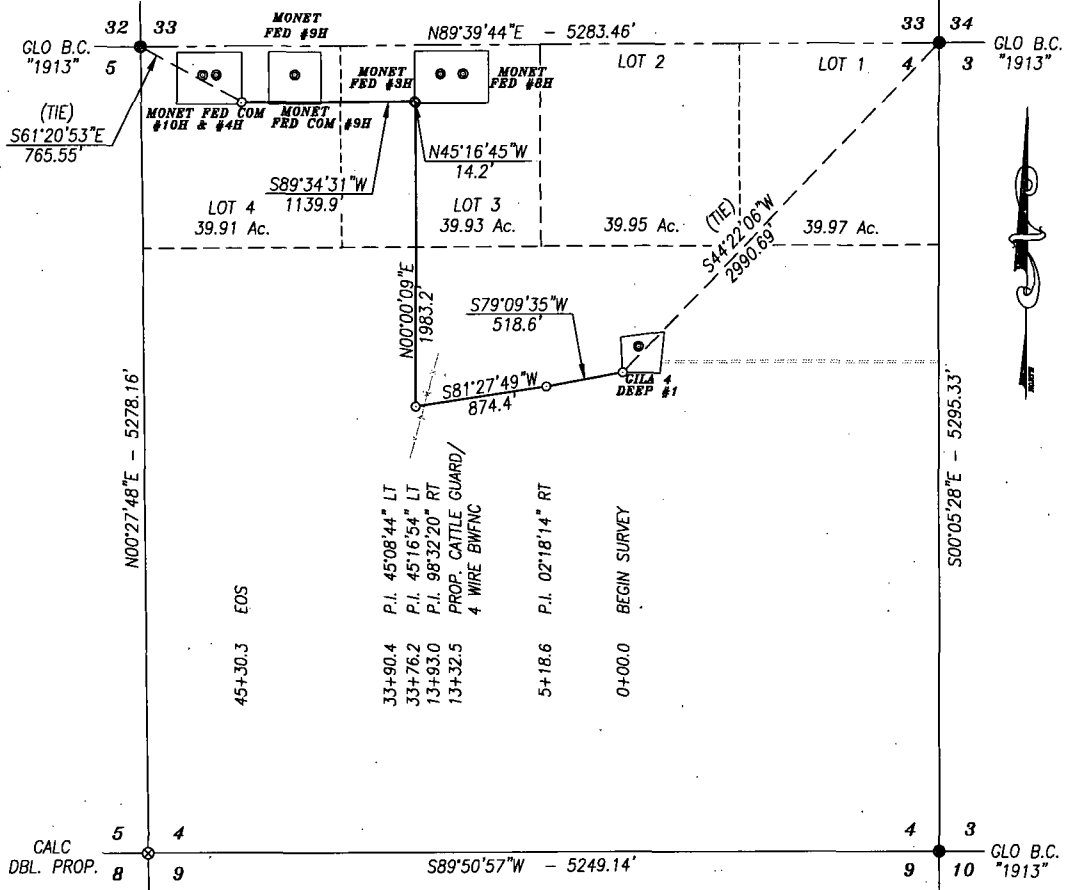 32 33
MONET
FED #9H
N89°39'44"E - 5283.46'
33 34
GLO B.C.
"1913"
5
LOT 2
LOT 1
4 3
GLO B.C.
"1913"
MONET
FED #3H
MONET
FED #8H
(TIE)
S61°20'53"E
765.55'
MONET FED COM
#10H & #4H
MONET
FED COM #9H
N45°16'45"W
14.2'
S89°34'31"W
1139.9'
LOT 4
39.91 Ac.
LOT 3
39.93 Ac.
39.95 Ac.
39.97 Ac.
(TIE)
S44°22'06"W
2990.69'
N00°00'09"E
1983.2'
S79°09'35"W
518.6'
S81°27'49"W
874.4'
GILA 4
DEEP #1
NORTH
N00°27'48"E - 5278.16'
S00°05'28"E - 5295.33'
45+30.3 EOS
33+90.4 P.I. 45°08'44" LT
33+76.2 P.I. 45°16'54" LT
13+93.0 P.I. 98°32'20" RT
13+32.5 PROP. CATTLE GUARD/
4 WIRE BWFNC
5+18.6 P.I. 02°18'14" RT
0+00.0 BEGIN SURVEY
CALC
DBL. PROP.
5 4
8 9
S89°50'57"W - 5249.14'
4 3
9 10
GLO B.C.
"1913"